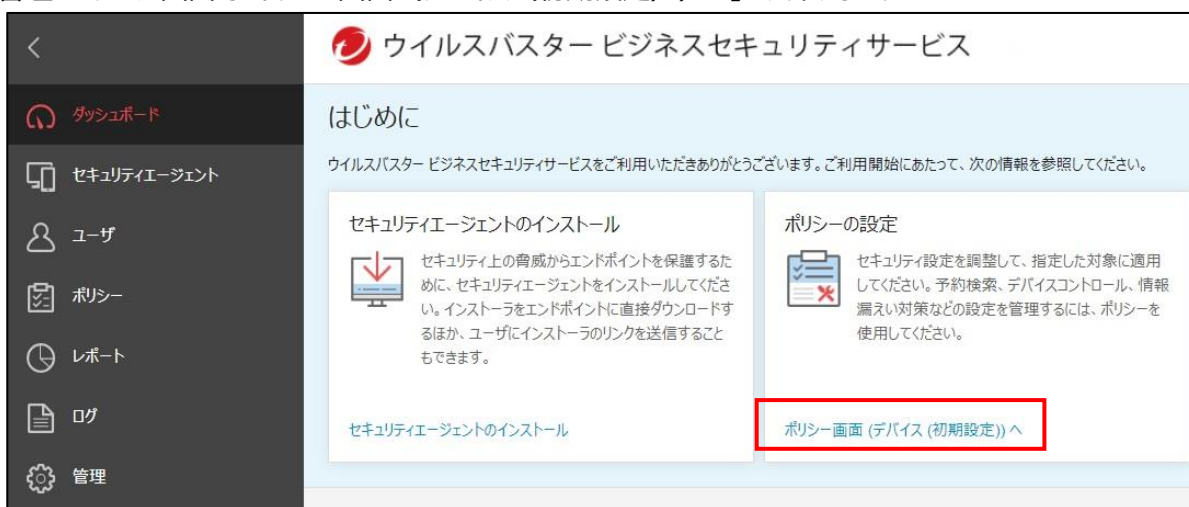 ウイルスバスター ビジネスセキュリティサービス
ダッシュボード
セキュリティエージェント
ユーザ
ポリシー
レポート
ログ
管理
はじめに
ウイルスバスター ビジネスセキュリティサービスをご利用いただきありがとうございます。ご利用開始にあたって、次の情報を参照してください。
セキュリティエージェントのインストール
セキュリティ上の脅威からエンドポイントを保護するた
めに、セキュリティエージェントをインストールしてくださ
い。インストーラをエンドポイントに直接ダウンロードす
るほか、ユーザにインストーラのリンクを送信すること
もできます。
セキュリティエージェントのインストール
ポリシーの設定
セキュリティ設定を調整して、指定した対象に適用
してください。予約検索、デバイスコントロール、情報
漏えい対策などの設定を管理するには、ポリシーを
使用してください。
ポリシー画面 (デバイス (初期設定)) へ